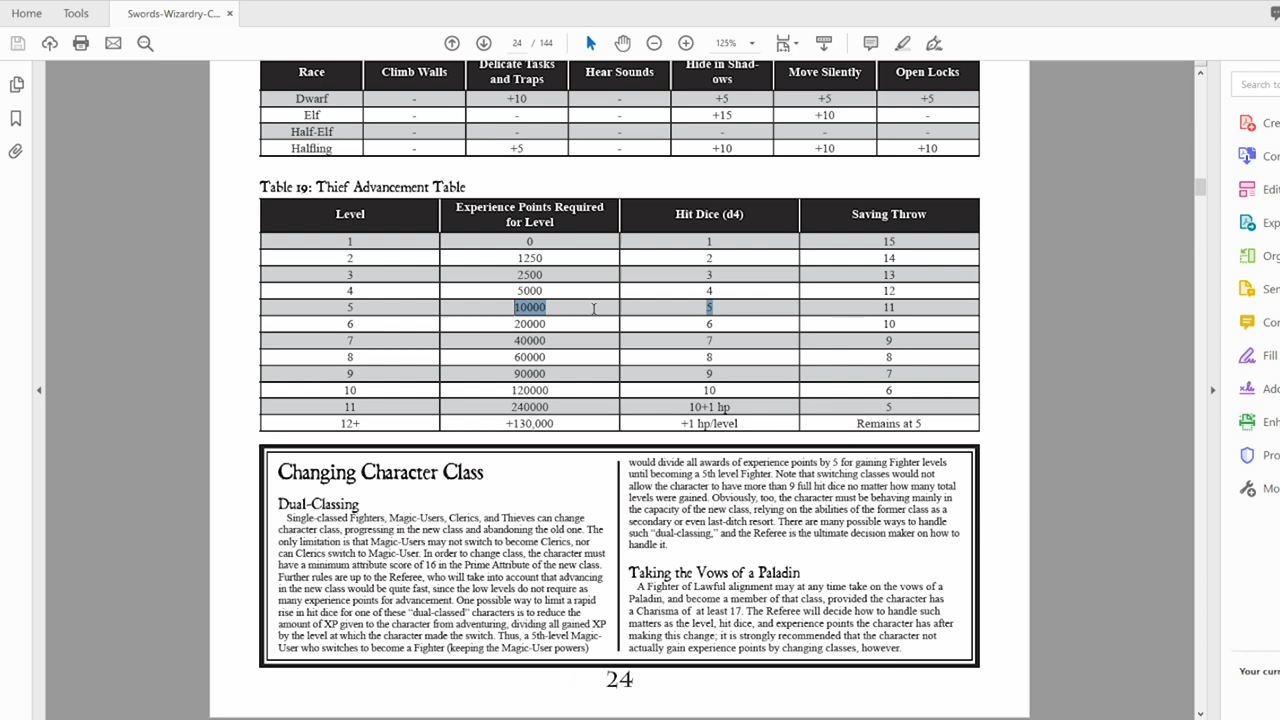 Home Tools Swords-Wizardry-C... ×
24 / 144 125%
Race Climb Walls Delicate Tasks and Traps Hear Sounds Hide in Shad-ows Move Silently Open Locks
Dwarf - +10 - +5 +5 +5
Elf - - - +15 +10 -
Half-Elf - - - - - -
Halfling - +5 - +10 +10 +10
Table 19: Thief Advancement Table
Level Experience Points Required for Level Hit Dice (d4) Saving Throw
1 0 1 15
2 1250 2 14
3 2500 3 13
4 5000 4 12
5 10000 5 11
6 20000 6 10
7 40000 7 9
8 60000 8 8
9 90000 9 7
10 120000 10 6
11 240000 10+1 hp 5
12+ +130,000 +1 hp/level Remains at 5
Changing Character Class
Dual-Classing
Single-classed Fighters, Magic-Users, Clerics, and Thieves can change
character class, progressing in the new class and abandoning the old one. The
only limitation is that Magic-Users may not switch to become Clerics, nor
can Clerics switch to Magic-User. In order to change class, the character must
have a minimum attribute score of 16 in the Prime Attribute of the new class.
Further rules are up to the Referee, who will take into account that advancing
in the new class would be quite fast, since the low levels do not require as
many experience points for advancement. One possible way to limit a rapid
rise in hit dice for one of these “dual-classed” characters is to reduce the
amount of XP given to the character from adventuring, dividing all gained XP
by the level at which the character made the switch. Thus, a 5th-level Magic-
User who switches to become a Fighter (keeping the Magic-User powers)
would divide all awards of experience points by 5 for gaining Fighter levels
until becoming a 5th level Fighter. Note that switching classes would not
allow the character to have more than 9 full hit dice no matter how many total
levels were gained. Obviously, too, the character must be behaving mainly in
the capacity of the new class, relying on the abilities of the former class as a
secondary or even last-ditch resort. There are many possible ways to handle
such “dual-classing,” and the Referee is the ultimate decision maker on how to
handle it.
Taking the Vows of a Paladin
A Fighter of Lawful alignment may at any time take on the vows of a
Paladin, and become a member of that class, provided the character has
a Charisma of at least 17. The Referee will decide how to handle such
matters as the level, hit dice, and experience points the character has after
making this change; it is strongly recommended that the character not
actually gain experience points by changing classes, however.
24
Search to
Cre
Con
Edi
Exp
Org
Sen
Con
Fill
Add
Enh
Pro
Mo
Your curr